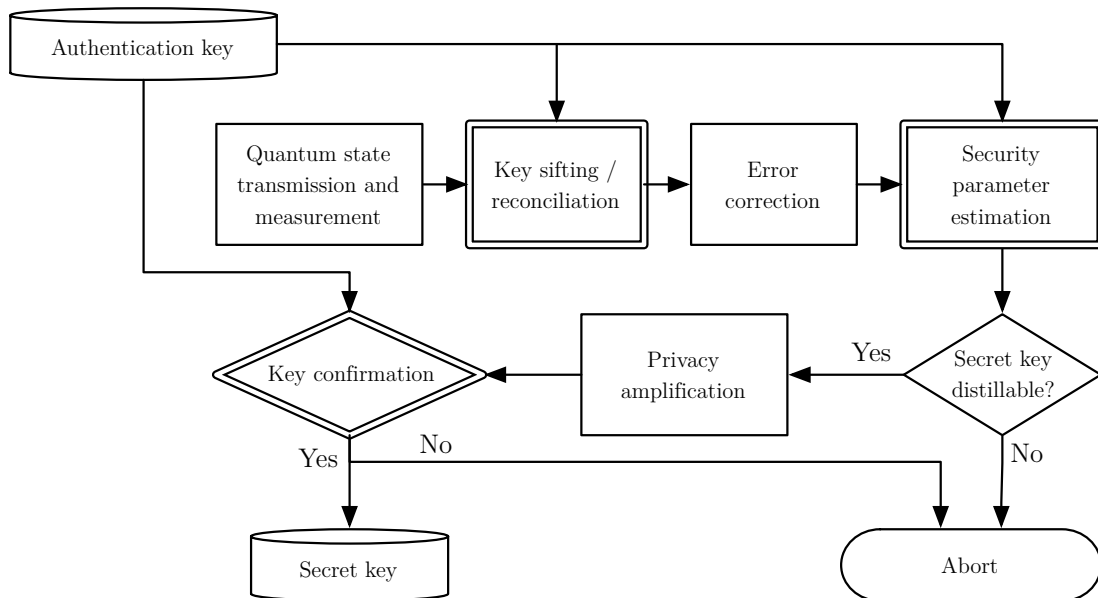 Authentication key
Quantum state
transmission and
measurement
Key sifting /
reconciliation
Error
correction
Security
parameter
estimation
Key confirmation
Privacy
amplification
Yes
Secret key
distillable?
Yes
No
No
Secret key
Abort